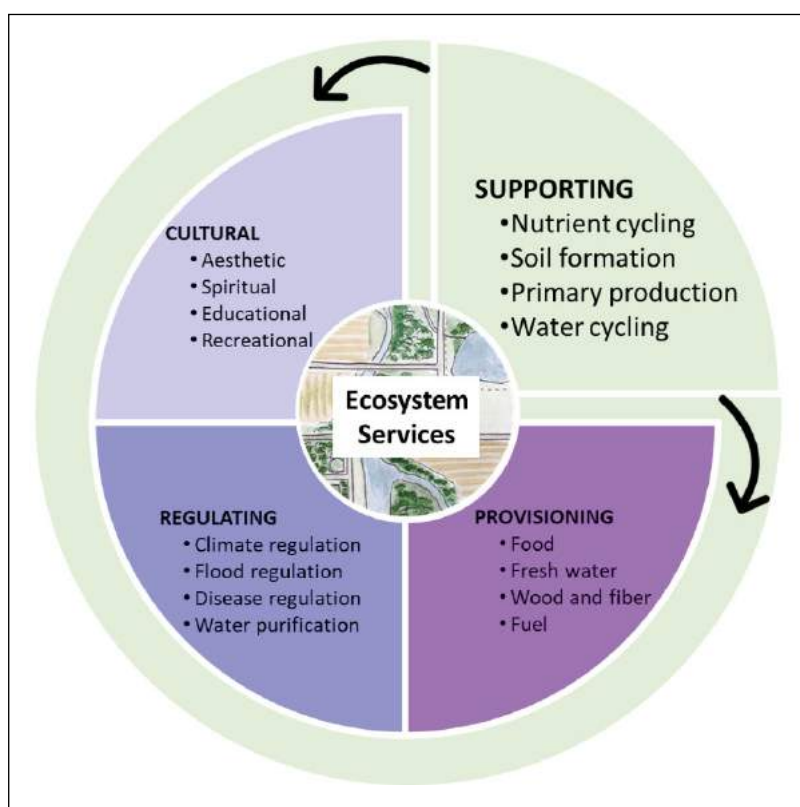 SUPPORTING
•Nutrient cycling
•Soil formation
•Primary production
•Water cycling
CULTURAL
• Aesthetic
• Spiritual
• Educational
• Recreational
Ecosystem
Services
REGULATING
• Climate regulation
• Flood regulation
• Disease regulation
• Water purification
PROVISIONING
• Food
• Fresh water
• Wood and fiber
• Fuel